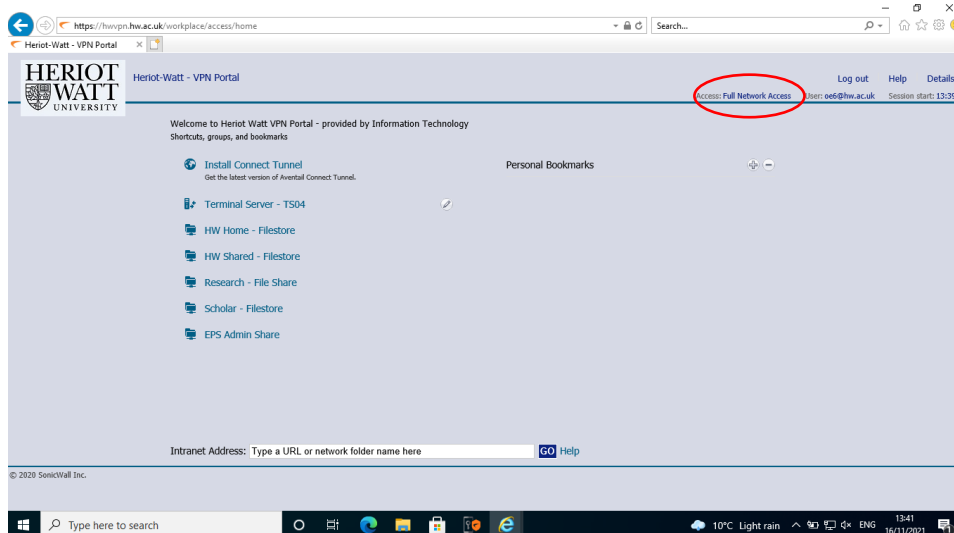 https://hwvpn.hw.ac.uk/workplace/access/home
Search...
Heriot-Watt - VPN Portal
HERIOT
WATT
UNIVERSITY
Heriot-Watt - VPN Portal
Log out Help Details
Access: Full Network Access User: oe6@hw.ac.uk Session start: 13:39
Welcome to Heriot Watt VPN Portal - provided by Information Technology
Shortcuts, groups, and bookmarks
Install Connect Tunnel
Get the latest version of Aventail Connect Tunnel.
Personal Bookmarks
Terminal Server - TS04
HW Home - Filestore
HW Shared - Filestore
Research - File Share
Scholar - Filestore
EPS Admin Share
Intranet Address: Type a URL or network folder name here GO Help
© 2020 SonicWall Inc.
Type here to search
10°C Light rain
ENG
13:41
16/11/2021